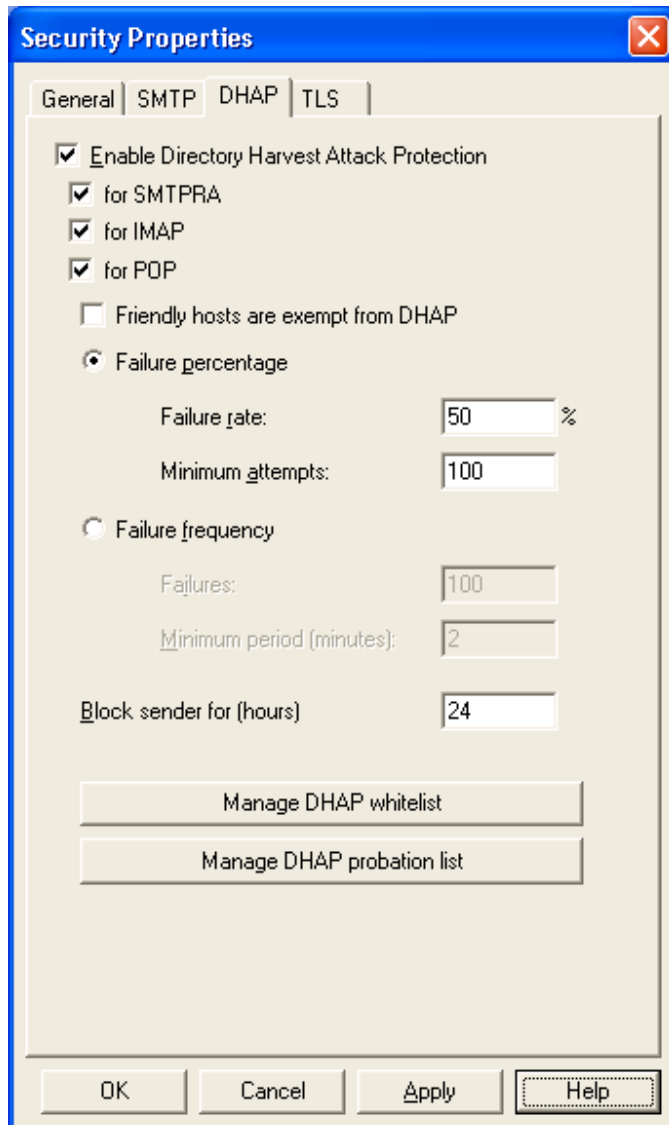 Security Properties
General SMTP DHAP TLS
Enable Directory Harvest Attack Protection
for SMTPRA
for IMAP
for POP
Friendly hosts are exempt from DHAP
Failure percentage
Failure rate: 50 %
Minimum attempts: 100
Failure frequency
Failures: 100
Minimum period (minutes): 2
Block sender for (hours) 24
Manage DHAP whitelist
Manage DHAP probation list
OK Cancel Apply Help